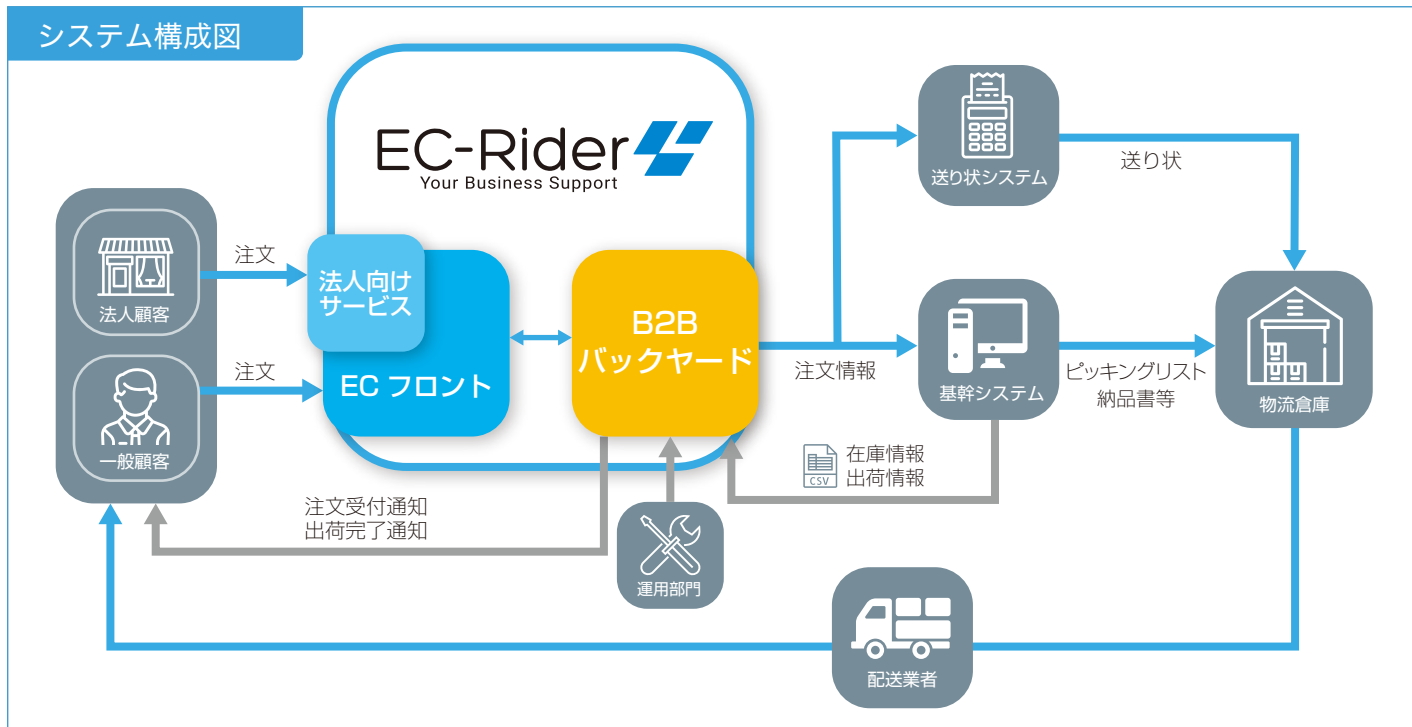 システム構成図
EC-Rider
Your Business Support
送り状システム
送り状
法人顧客
注文
法人向け
サービス
一般顧客
注文
EC フロント
B2B
バックヤード
注文情報
基幹システム
ピッキングリスト
納品書等
物流倉庫
CSV
在庫情報
出荷情報
注文受付通知
出荷完了通知
運用部門
配送業者